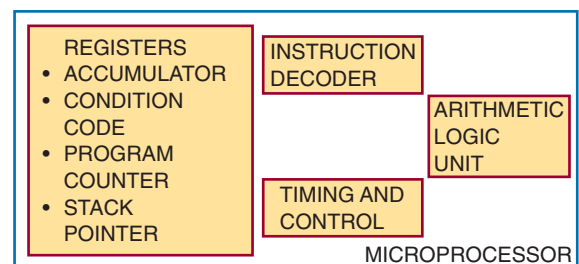 REGISTERS
• ACCUMULATOR
• CONDITION
CODE
• PROGRAM
COUNTER
• STACK
POINTER
INSTRUCTION
DECODER
ARITHMETIC
LOGIC
UNIT
TIMING AND
CONTROL
MICROPROCESSOR